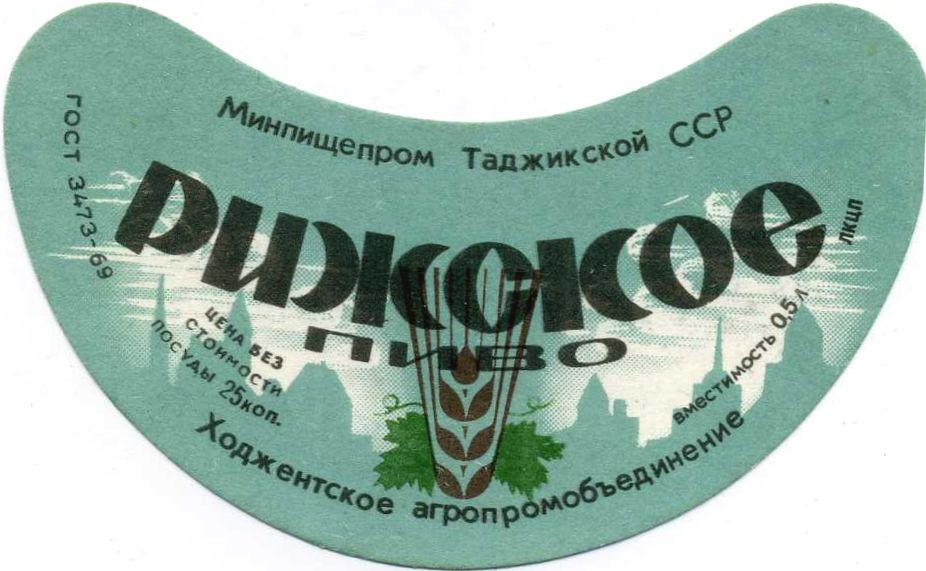 Минпищепром Таджикской ССР
ГОСТ 3473-69
РИЖСКОЕ
ПИВО
ЛКЦП
ЦЕНА БЕЗ
СТОИМОСТИ
ПОСУДЫ 25коп.
вместимость 0,5 л
Ходжентское агропромобъединение